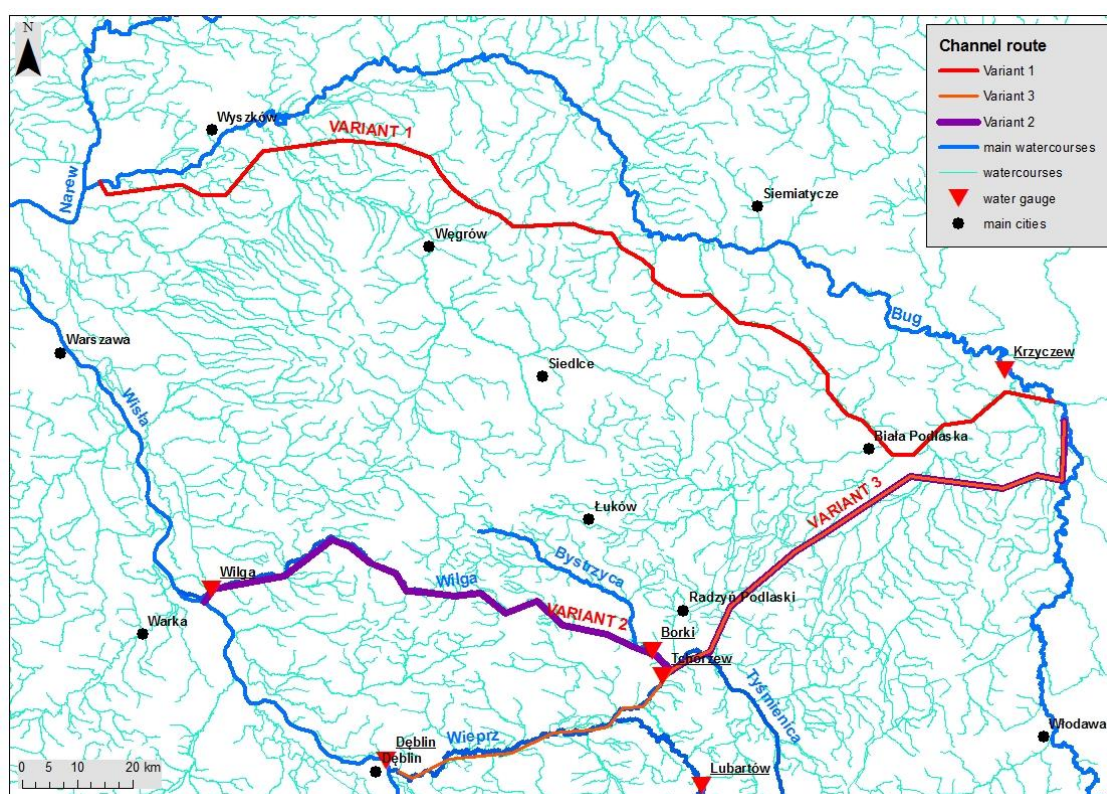 N
Channel route
Variant 1
Variant 3
Variant 2
main watercourses
watercourses
water gauge
main cities
Wyszków
VARIANT 1
Narew
Siemiatycze
Węgrów
Bug
Warszawa
Krzyczew
Siedlce
Wisła
Biała Podlaska
VARIANT 3
Łuków
Bystrzyca
Wilga
Wilga
Radzyń Podlaski
VARIANT 2
Warka
Borki
Tchórzew
Tyśmienica
Włodawa
Dęblin
Wieprz
Dęblin
Lubartów
0 5 10 20 km